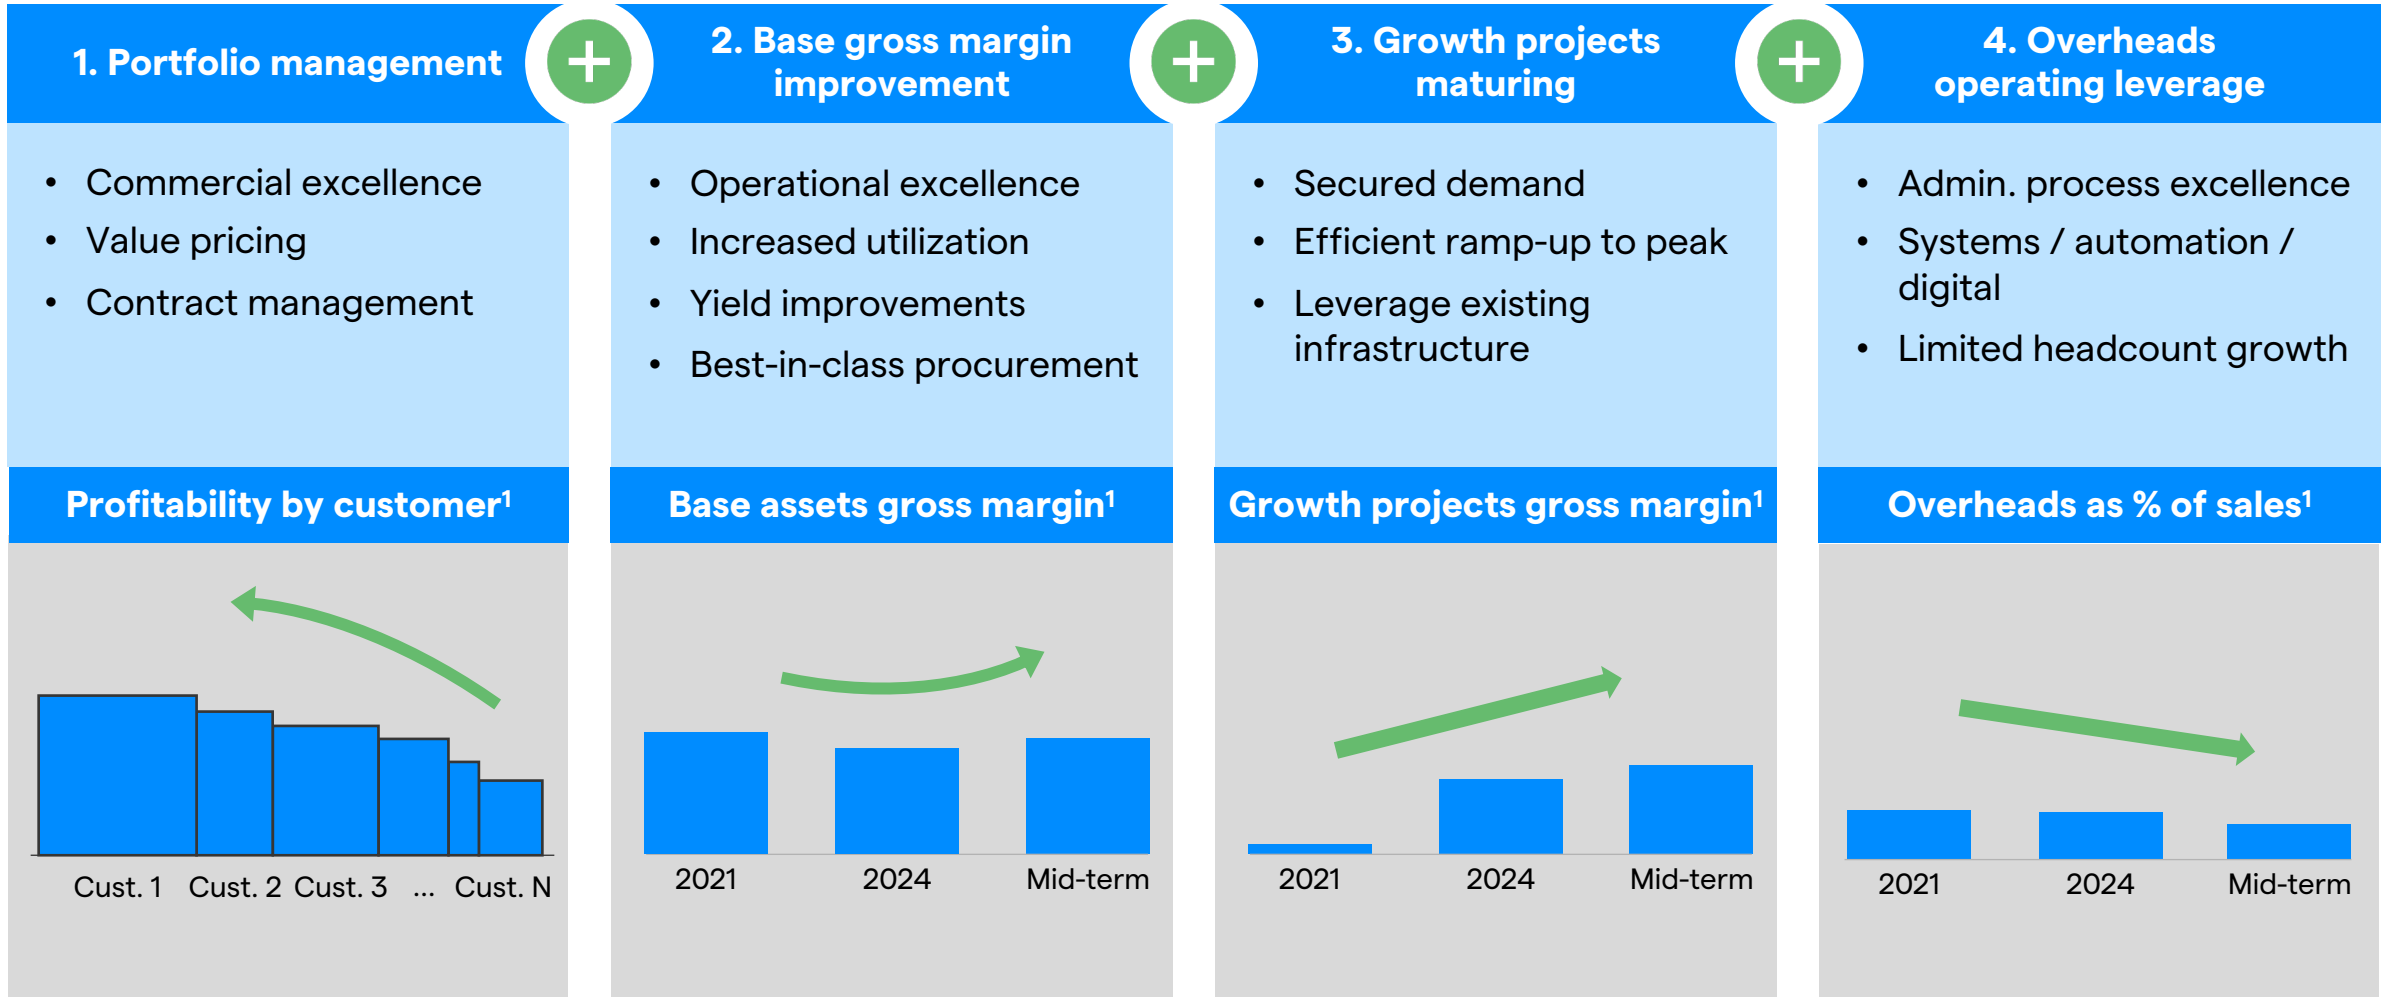 1. Portfolio management
• Commercial excellence
• Value pricing
• Contract management
Profitability by customer¹
Cust. 1 Cust. 2 Cust. 3 ... Cust. N
2. Base gross margin
improvement
• Operational excellence
• Increased utilization
• Yield improvements
• Best-in-class procurement
Base assets gross margin¹
2021 2024 Mid-term
3. Growth projects
maturing
• Secured demand
• Efficient ramp-up to peak
• Leverage existing
infrastructure
Growth projects gross margin¹
2021 2024 Mid-term
4. Overheads
operating leverage
• Admin. process excellence
• Systems / automation /
digital
• Limited headcount growth
Overheads as % of sales¹
2021 2024 Mid-term